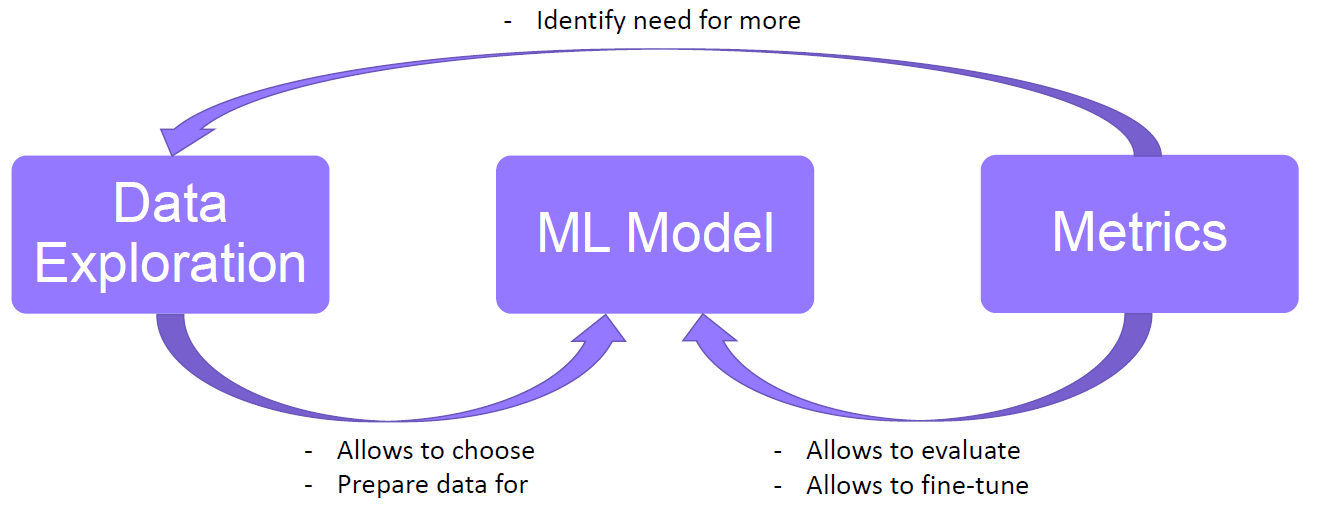 - Identify need for more
Data
Exploration
ML Model
Metrics
- Allows to choose
- Prepare data for
- Allows to evaluate
- Allows to fine-tune